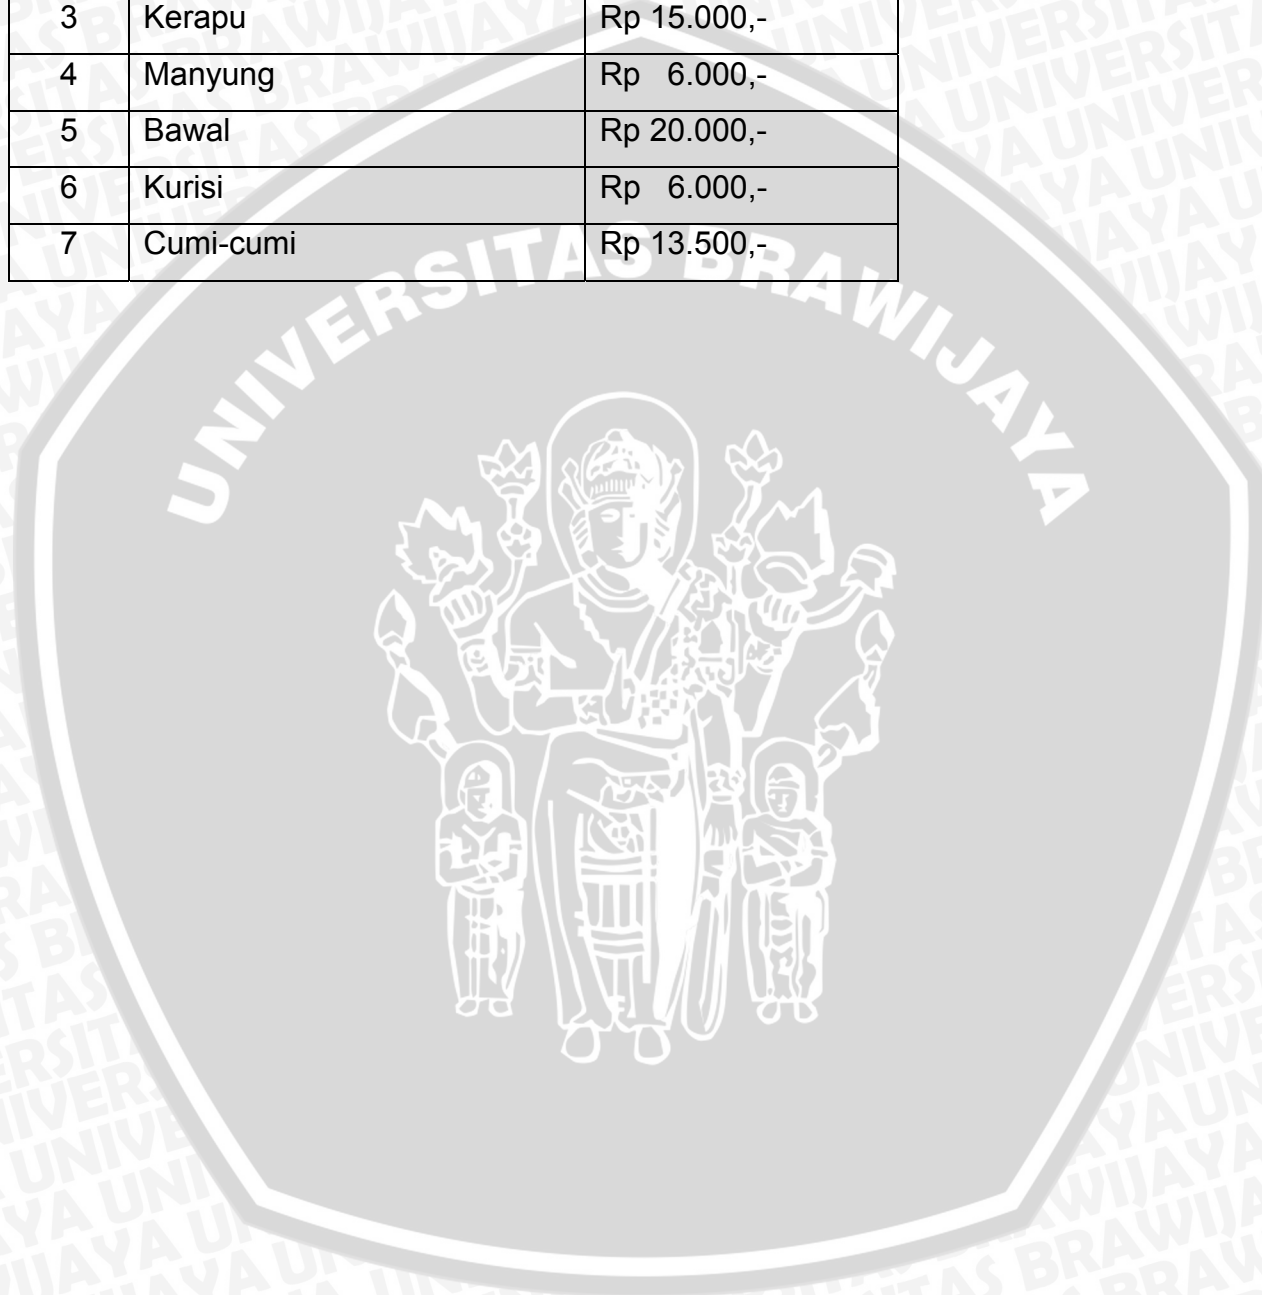 3 Kerapu Rp 15.000,-
4 Manyung Rp 6.000,-
5 Bawal Rp 20.000,-
6 Kurisi Rp 6.000,-
7 Cumi-cumi Rp 13.500,-
UNIVERSITAS BRAWIJAYA